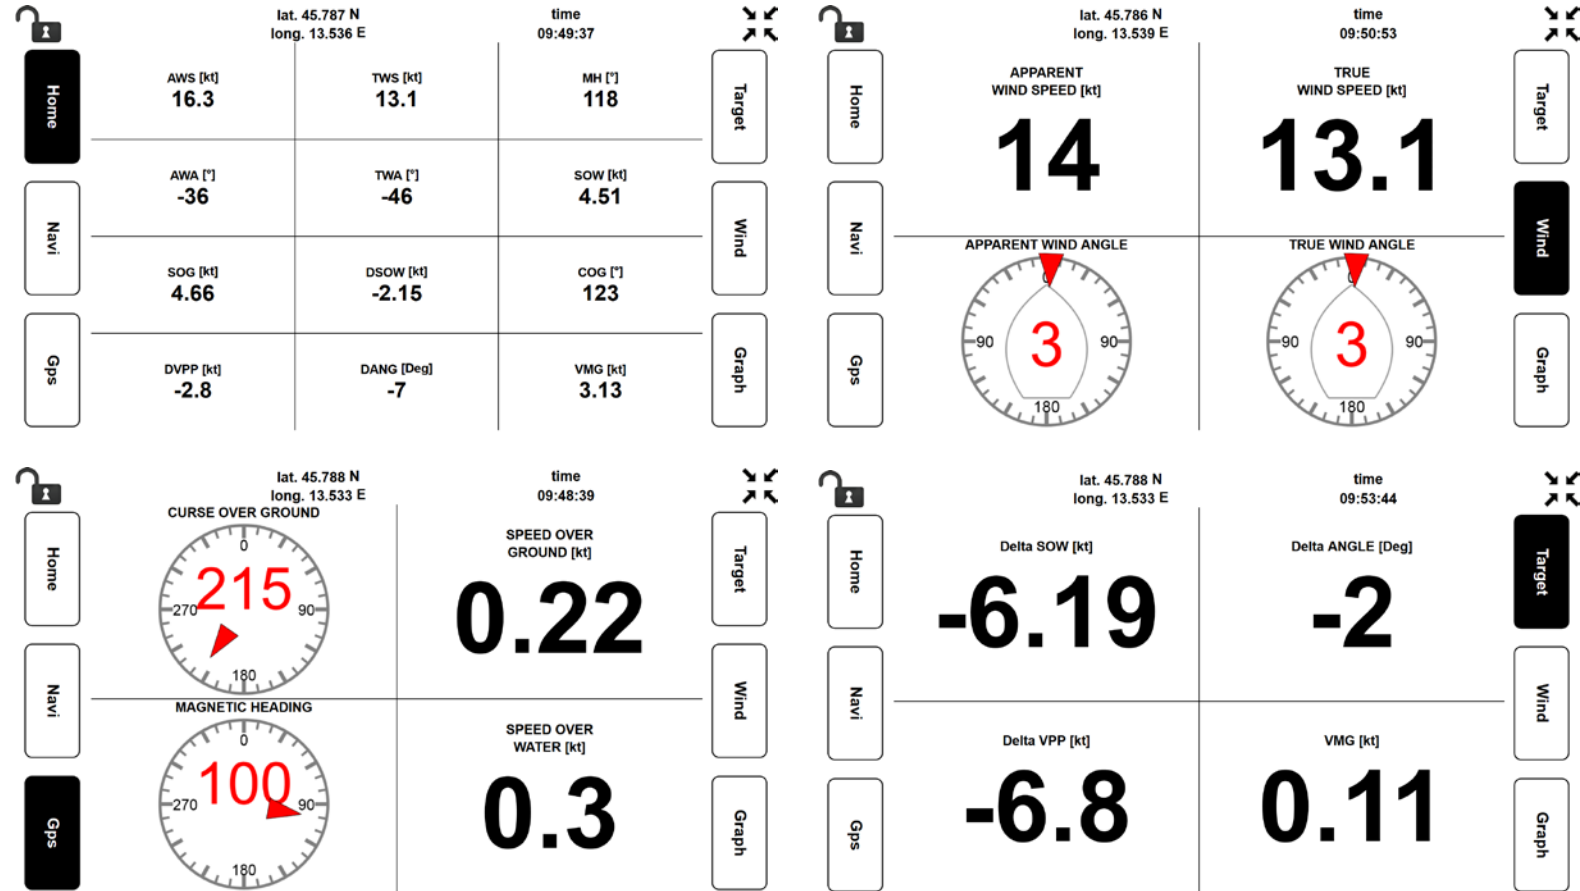 lat. 45.787 N
long. 13.536 E
time
09:49:37
Home
Navi
Gps
AWS [kt]
16.3
TWS [kt]
13.1
MH [°]
118
AWA [°]
-36
TWA [°]
-46
SOW [kt]
4.51
SOG [kt]
4.66
DSOW [kt]
-2.15
COG [°]
123
DVPP [kt]
-2.8
DANG [Deg]
-7
VMG [kt]
3.13
Target
Wind
Graph
lat. 45.786 N
long. 13.539 E
time
09:50:53
Home
Navi
Gps
APPARENT
WIND SPEED [kt]
14
TRUE
WIND SPEED [kt]
13.1
APPARENT WIND ANGLE
0
90
3
90
180
TRUE WIND ANGLE
0
90
3
90
180
Target
Wind
Graph
lat. 45.788 N
long. 13.533 E
time
09:48:39
Home
Navi
Gps
CURSE OVER GROUND
0
215
270
90
180
SPEED OVER
GROUND [kt]
0.22
MAGNETIC HEADING
0
100
270
90
180
SPEED OVER
WATER [kt]
0.3
Target
Wind
Graph
lat. 45.788 N
long. 13.533 E
time
09:53:44
Home
Navi
Gps
Delta SOW [kt]
-6.19
Delta ANGLE [Deg]
-2
Delta VPP [kt]
-6.8
VMG [kt]
0.11
Target
Wind
Graph